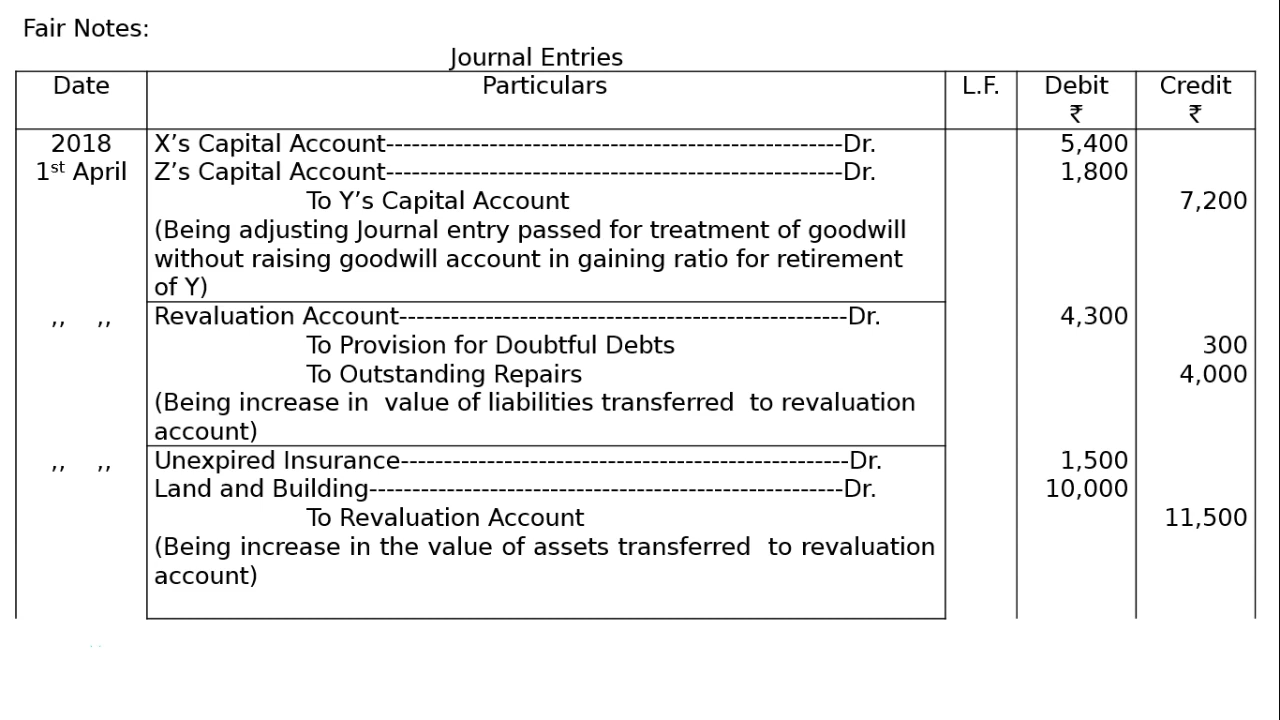 Fair Notes:
Journal Entries
Date Particulars L.F. Debit Credit
₹ ₹
2018 X’s Capital Account-----------------------------------------------------Dr. 5,400
1st April Z’s Capital Account-----------------------------------------------------Dr. 1,800
To Y’s Capital Account 7,200
(Being adjusting Journal entry passed for treatment of goodwill
without raising goodwill account in gaining ratio for retirement
of Y)
,, ,, Revaluation Account----------------------------------------------------Dr. 4,300
To Provision for Doubtful Debts 300
To Outstanding Repairs 4,000
(Being increase in  value of liabilities transferred  to revaluation
account)
,, ,, Unexpired Insurance----------------------------------------------------Dr. 1,500
Land and Building-------------------------------------------------------Dr. 10,000
To Revaluation Account 11,500
(Being increase in the value of assets transferred  to revaluation
account)